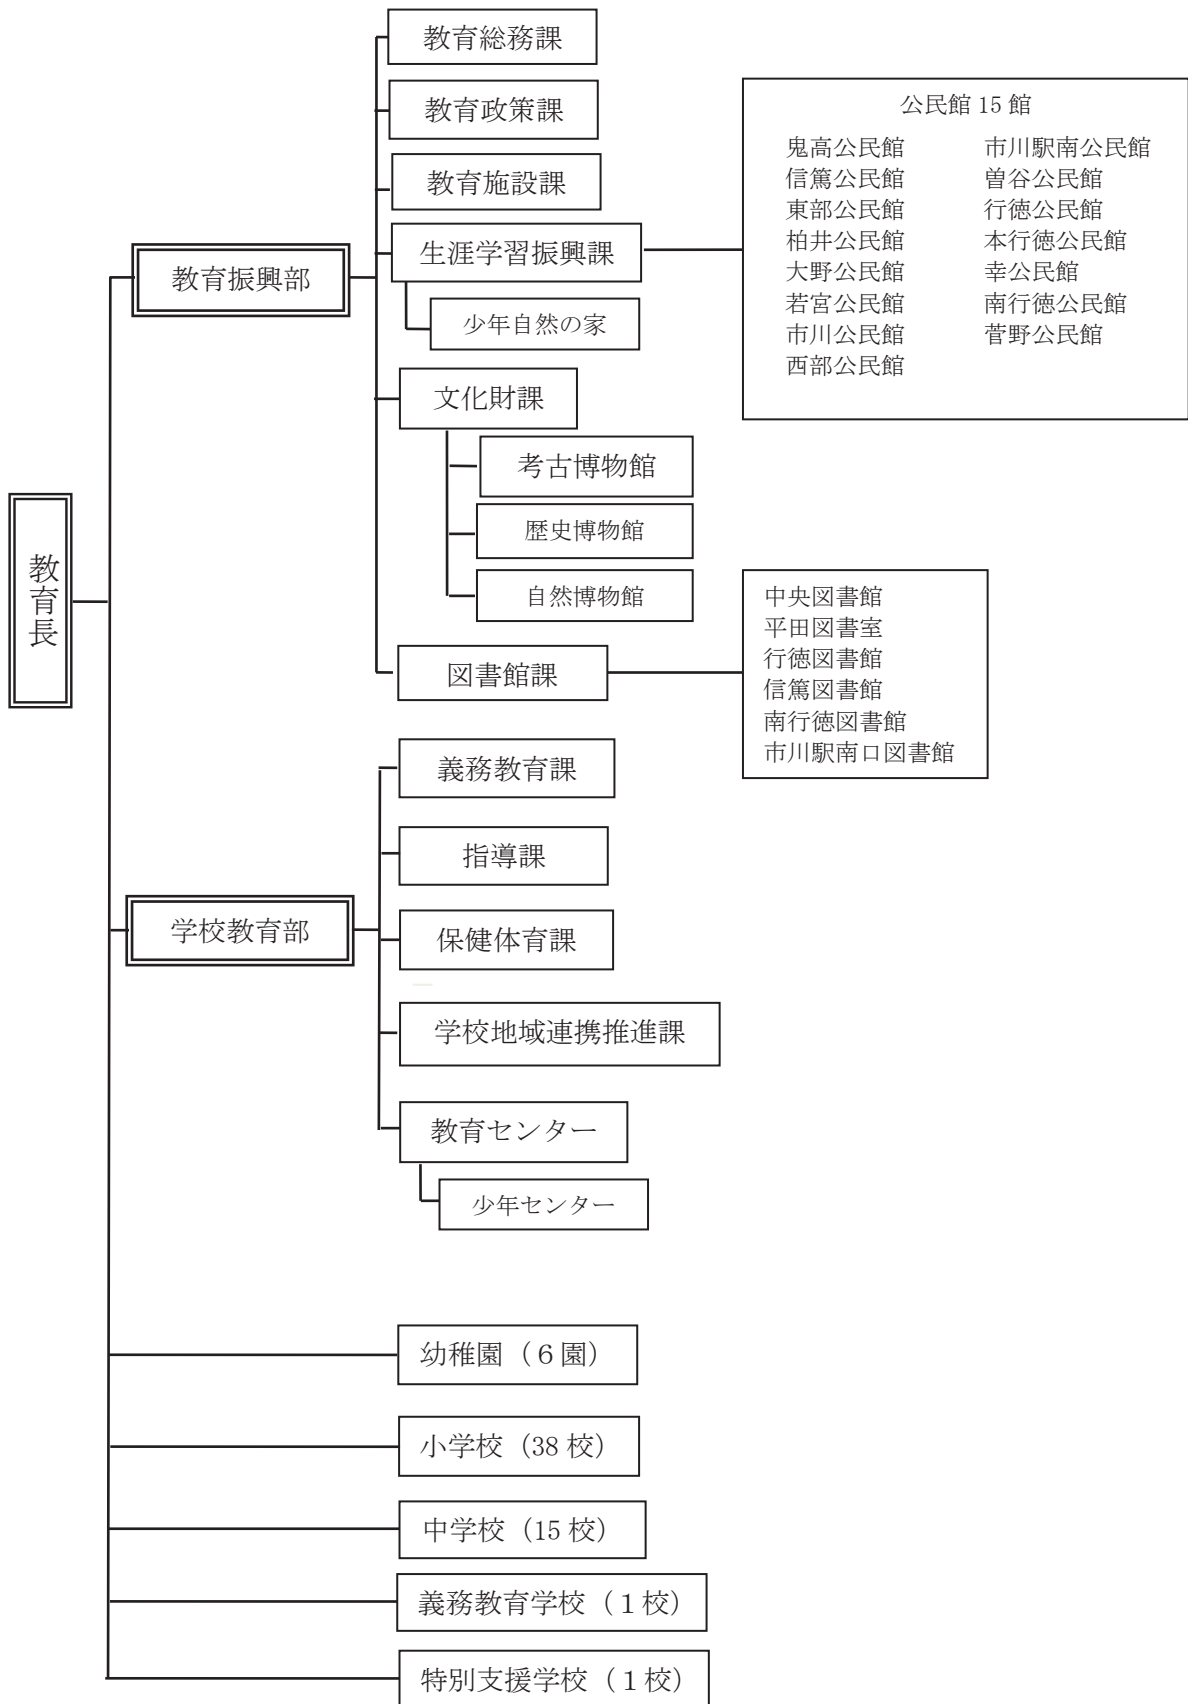 教育長
教育振興部
教育総務課
教育政策課
教育施設課
生涯学習振興課
少年自然の家
公民館 15 館
鬼高公民館
信篤公民館
東部公民館
柏井公民館
大野公民館
若宮公民館
市川公民館
西部公民館
市川駅南公民館
曽谷公民館
行徳公民館
本行徳公民館
幸公民館
南行徳公民館
菅野公民館
文化財課
考古博物館
歴史博物館
自然博物館
図書館課
中央図書館
平田図書室
行徳図書館
信篤図書館
南行徳図書館
市川駅南口図書館
学校教育部
義務教育課
指導課
保健体育課
学校地域連携推進課
教育センター
少年センター
幼稚園（６園）
小学校（38 校）
中学校（15 校）
義務教育学校（１校）
特別支援学校（１校）